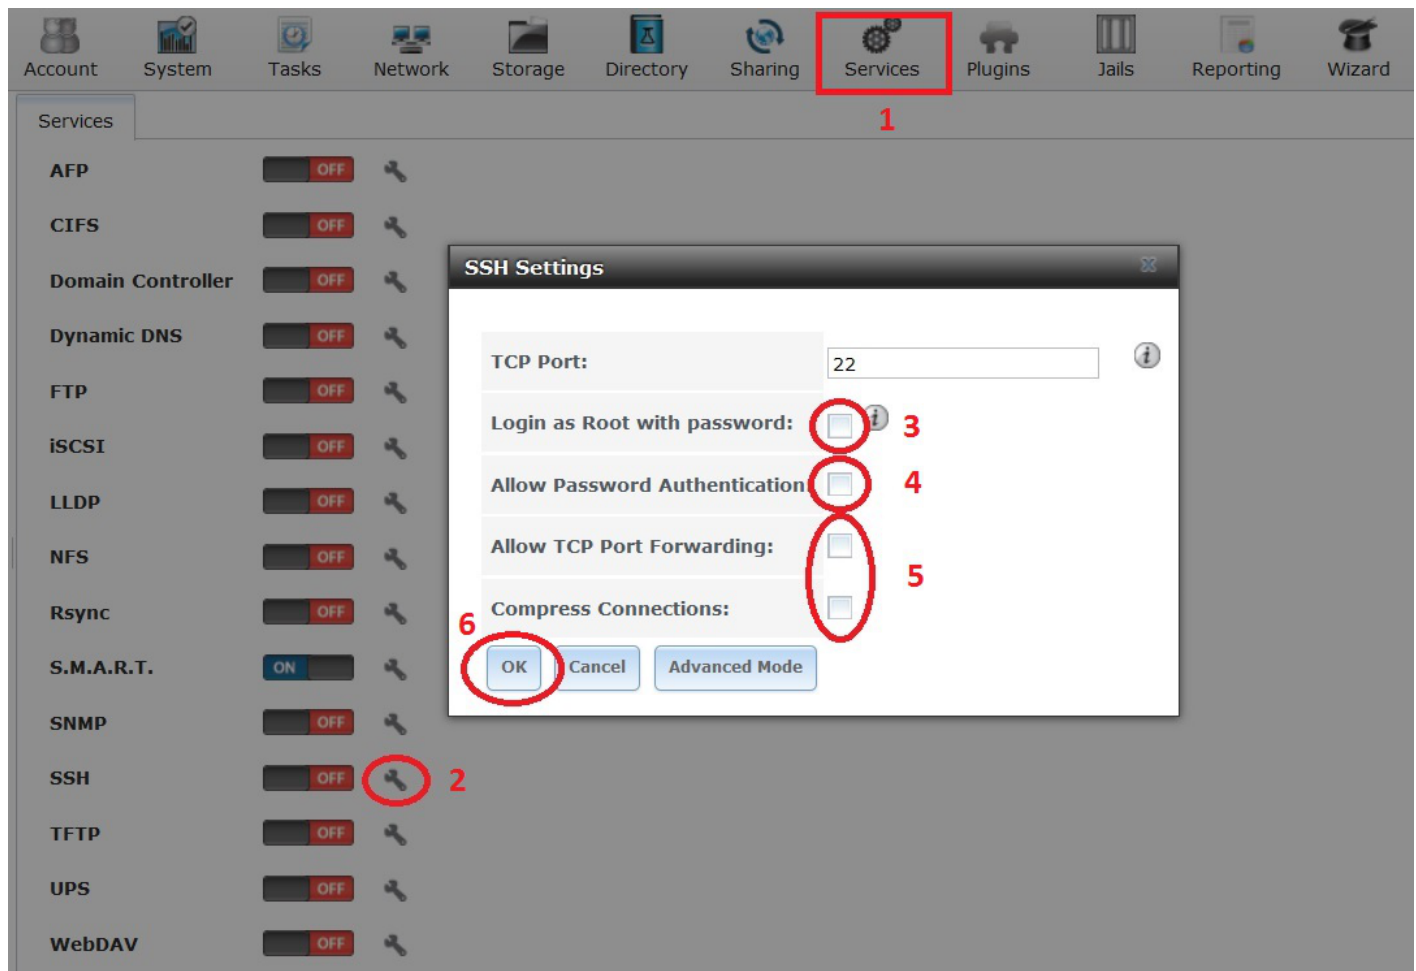 Account System Tasks Network Storage Directory Sharing Services Plugins Jails Reporting Wizard
1
Services
AFP OFF
CIFS OFF
Domain Controller OFF
Dynamic DNS OFF
FTP OFF
iSCSI OFF
LLDP OFF
NFS OFF
Rsync OFF
S.M.A.R.T. ON
SNMP OFF
SSH OFF 2
TFTP OFF
UPS OFF
WebDAV OFF
SSH Settings
TCP Port: 22
Login as Root with password: 3
Allow Password Authentication: 4
Allow TCP Port Forwarding:
5
Compress Connections:
6
OK Cancel Advanced Mode